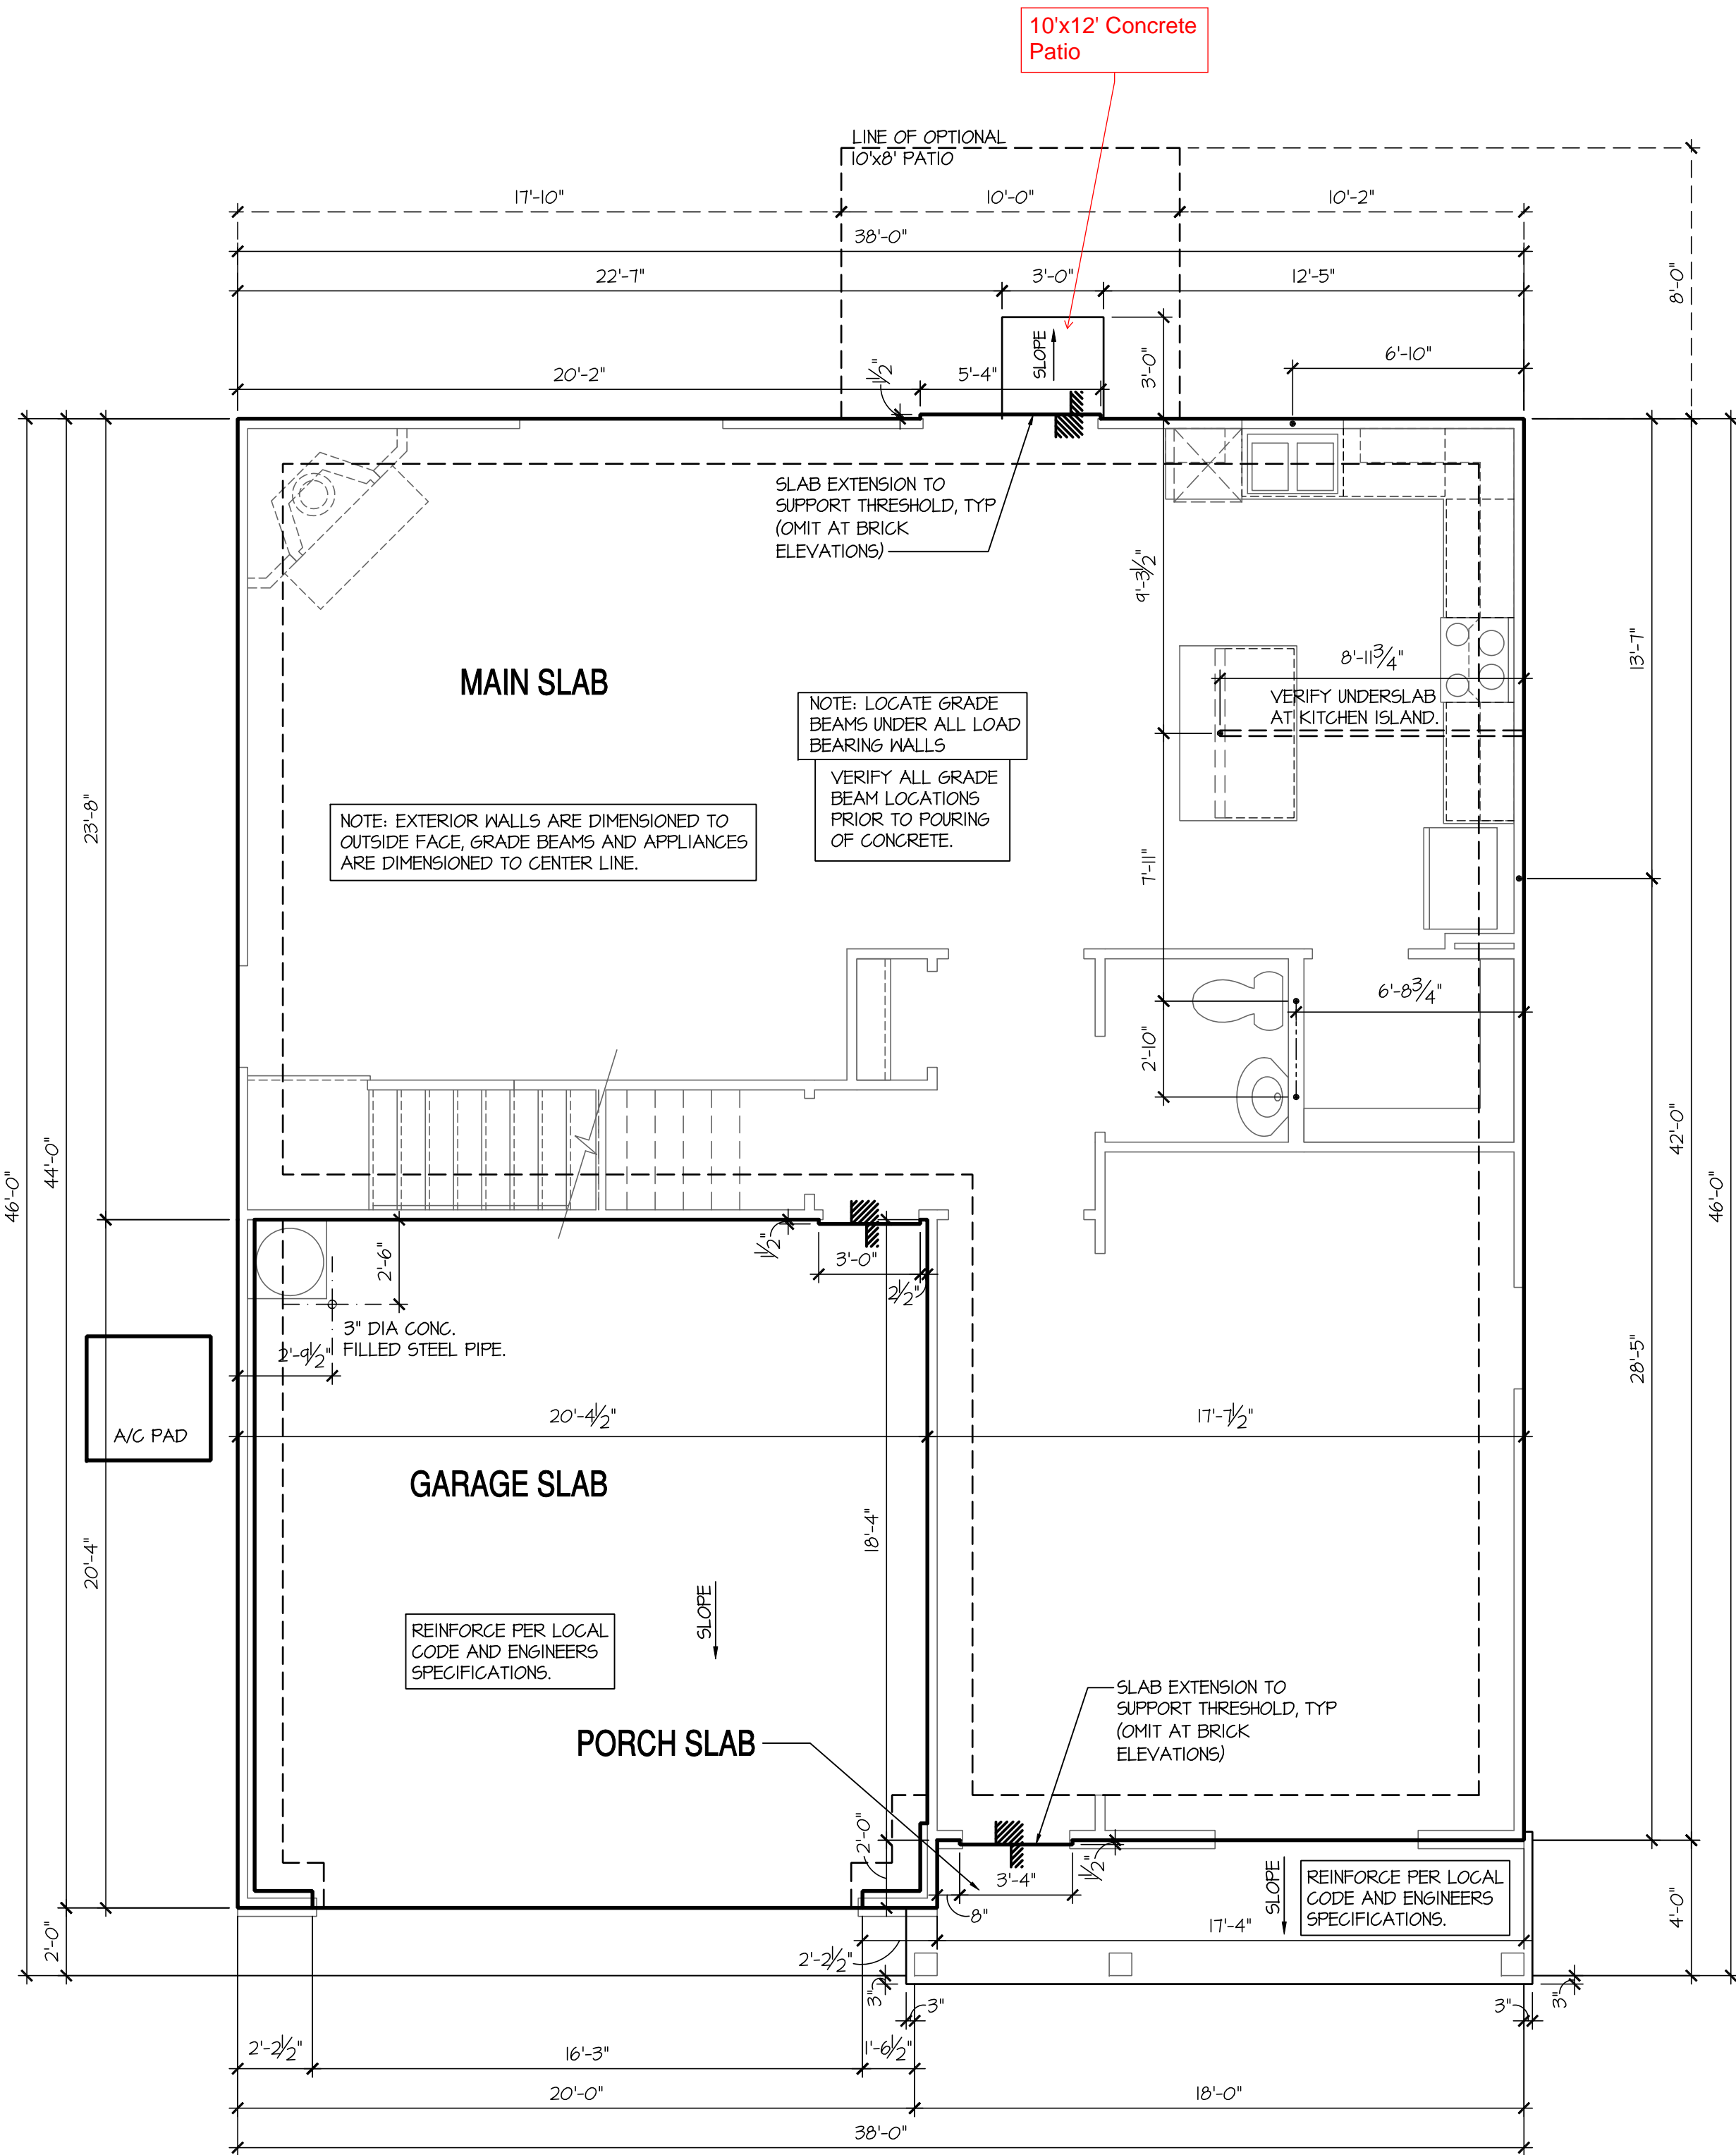 10'x12' Concrete
Patio
LINE OF OPTIONAL
10'x8' PATIO
17'-10"
10'-0"
10'-2"
38'-0"
22'-7"
3'-0"
12'-5"
8'-0"
SLOPE
3'-0"
6'-10"
20'-2"
1/2"
5'-4"
SLAB EXTENSION TO
SUPPORT THRESHOLD, TYP
(OMIT AT BRICK
ELEVATIONS)
9'-3 1/2"
MAIN SLAB
8'-11 3/4"
13'-7"
VERIFY UNDERSLAB
AT KITCHEN ISLAND.
NOTE: LOCATE GRADE
BEAMS UNDER ALL LOAD
BEARING WALLS
VERIFY ALL GRADE
BEAM LOCATIONS
PRIOR TO POURING
OF CONCRETE.
NOTE: EXTERIOR WALLS ARE DIMENSIONED TO
OUTSIDE FACE, GRADE BEAMS AND APPLIANCES
ARE DIMENSIONED TO CENTER LINE.
23'-8"
7'-11"
6'-8 3/4"
2'-10"
46'-0"
44'-0"
42'-0"
46'-0"
2'-6"
1/2"
3'-0"
2 1/2"
3" DIA CONC.
FILLED STEEL PIPE.
2'-9 1/2"
28'-5"
A/C PAD
20'-4 1/2"
17'-7 1/2"
GARAGE SLAB
18'-4"
20'-4"
SLOPE
REINFORCE PER LOCAL
CODE AND ENGINEERS
SPECIFICATIONS.
PORCH SLAB
SLAB EXTENSION TO
SUPPORT THRESHOLD, TYP
(OMIT AT BRICK
ELEVATIONS)
2'-0"
3'-4"
1/2"
8"
SLOPE
REINFORCE PER LOCAL
CODE AND ENGINEERS
SPECIFICATIONS.
17'-4"
4'-0"
2'-0"
2'-2 1/2"
3"
3"
3"
3"
2'-2 1/2"
16'-3"
1'-6 1/2"
20'-0"
18'-0"
38'-0"